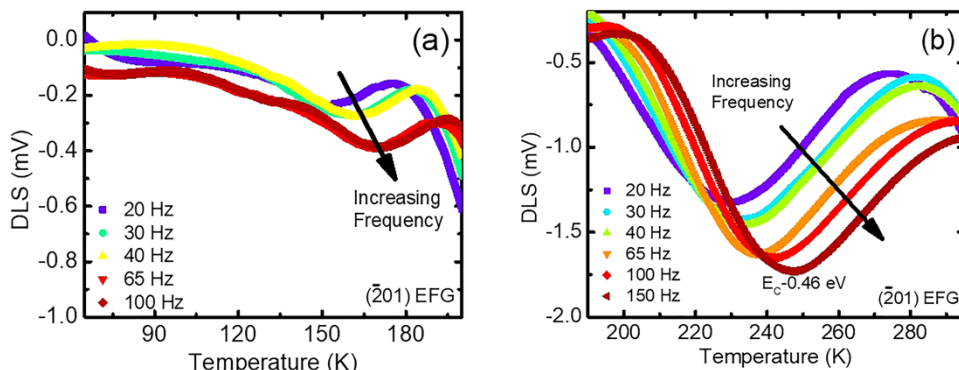 (a)
0.0
-0.2
-0.4
-0.6
-0.8
-1.0
DLS (mV)
Increasing
Frequency
20 Hz
30 Hz
40 Hz
65 Hz
100 Hz
(2̄01) EFG
90 120 150 180
Temperature (K)
(b)
-0.5
-1.0
-1.5
-2.0
DLS (mV)
Increasing
Frequency
20 Hz
30 Hz
40 Hz
65 Hz
100 Hz
150 Hz
E_C-0.46 eV
(2̄01) EFG
200 220 240 260 280
Temperature (K)